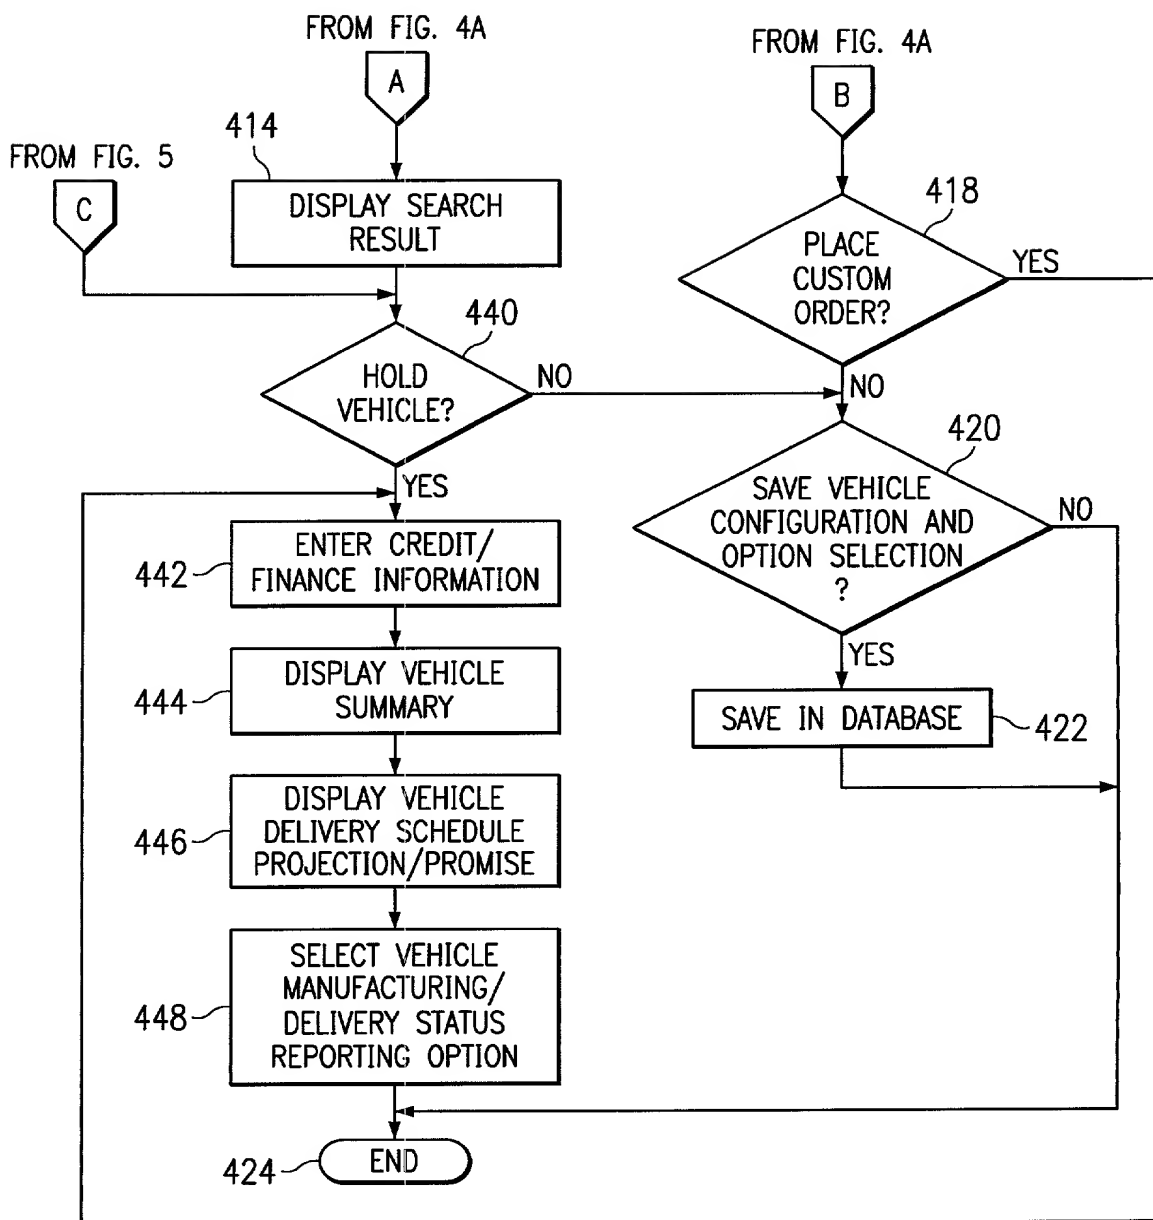 FROM FIG. 4A
A
FROM FIG. 4A
B
FROM FIG. 5
C
414
DISPLAY SEARCH
RESULT
418
PLACE
CUSTOM
ORDER?
YES
NO
440
HOLD
VEHICLE?
NO
YES
420
SAVE VEHICLE
CONFIGURATION AND
OPTION SELECTION
?
NO
YES
442
ENTER CREDIT/
FINANCE INFORMATION
444
DISPLAY VEHICLE
SUMMARY
SAVE IN DATABASE
422
446
DISPLAY VEHICLE
DELIVERY SCHEDULE
PROJECTION/PROMISE
448
SELECT VEHICLE
MANUFACTURING/
DELIVERY STATUS
REPORTING OPTION
424
END